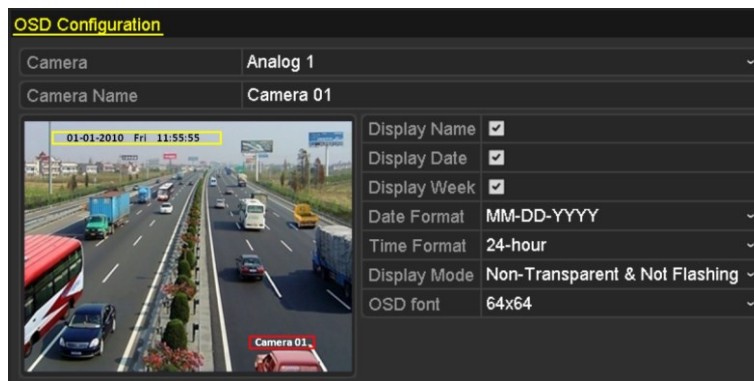 OSD Configuration
Camera Analog 1
Camera Name Camera 01
01-01-2010 Fri 11:55:55
Display Name
Display Date
Display Week
Date Format MM-DD-YYYY
Time Format 24-hour
Display Mode Non-Transparent & Not Flashing
OSD font 64x64
Camera 01